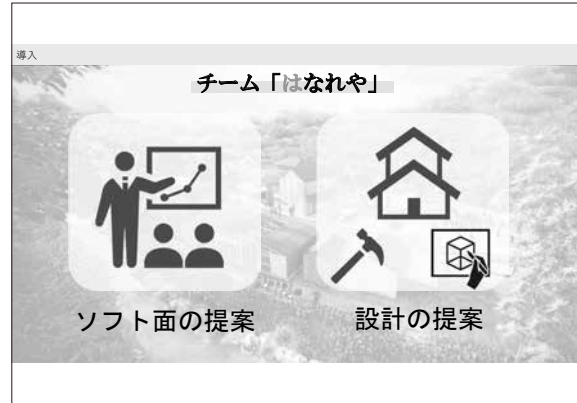 導入
チーム「はなれや」
ソフト面の提案
設計の提案